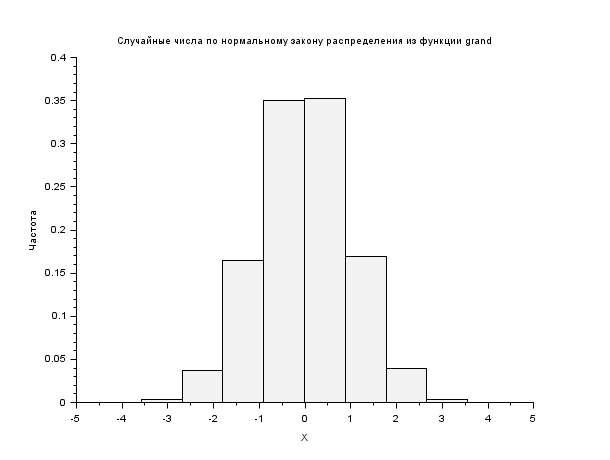 Случайные числа по нормальному закону распределения из функции grand
0.4
0.35
0.3
0.25
0.2
0.15
0.1
0.05
0
Частота
-5 -4 -3 -2 -1 0 1 2 3 4 5
X